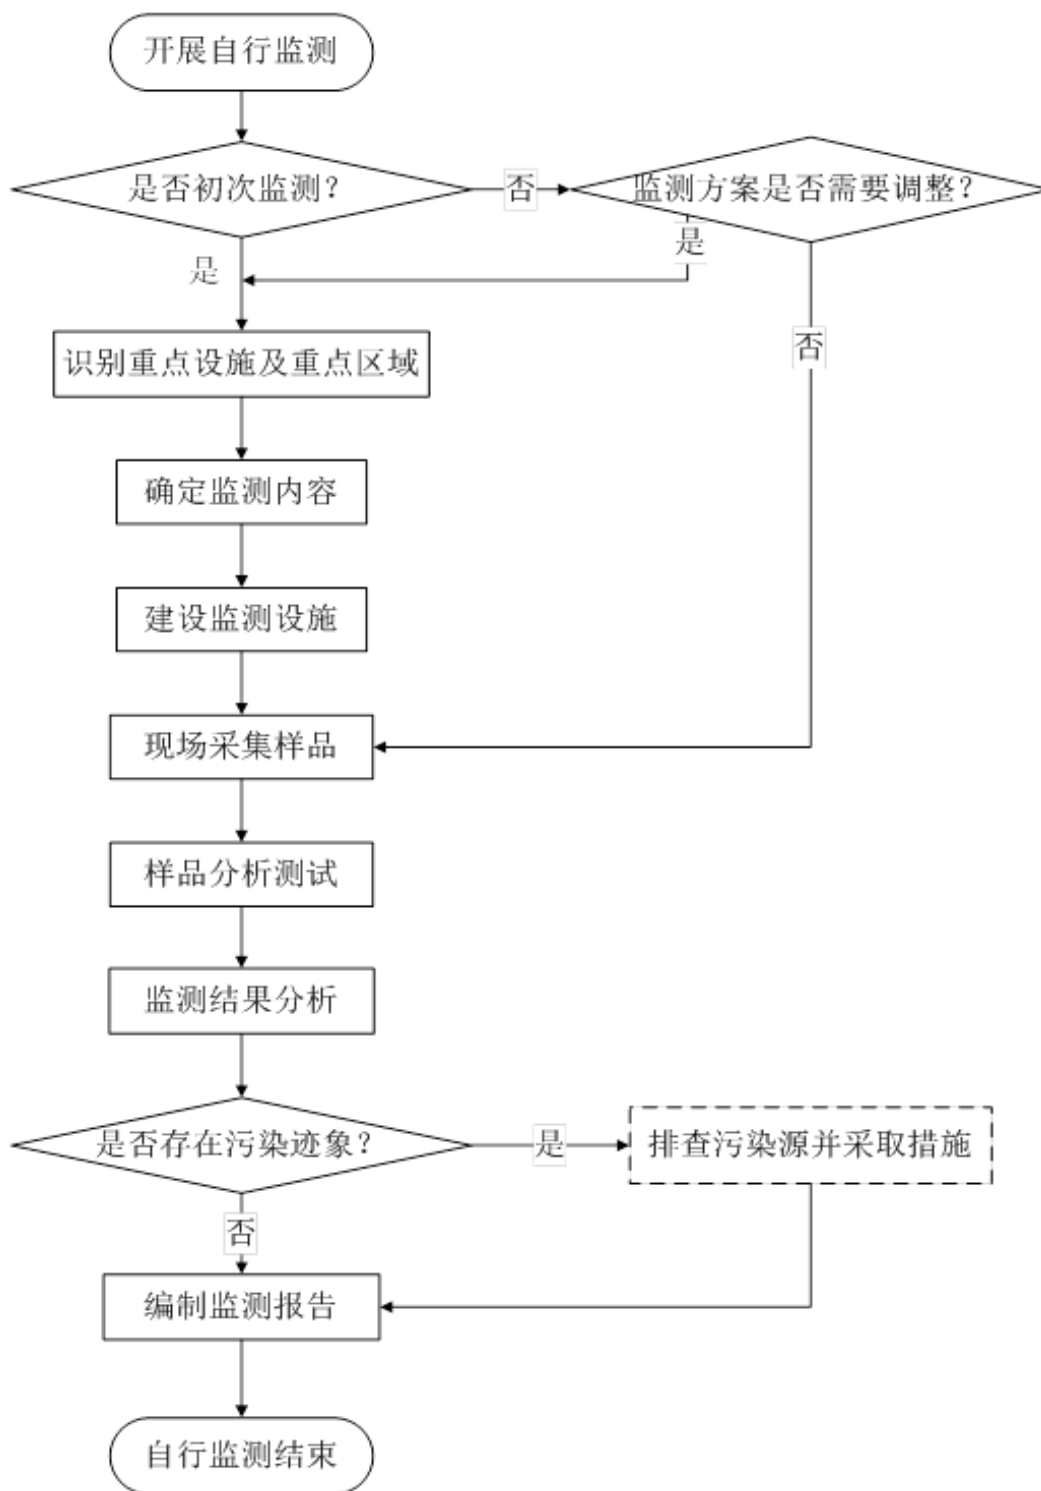 开展自行监测
是否初次监测？
否
监测方案是否需要调整？
是
是
识别重点设施及重点区域
否
确定监测内容
建设监测设施
现场采集样品
样品分析测试
监测结果分析
是否存在污染迹象？
是
排查污染源并采取措施
否
编制监测报告
自行监测结束